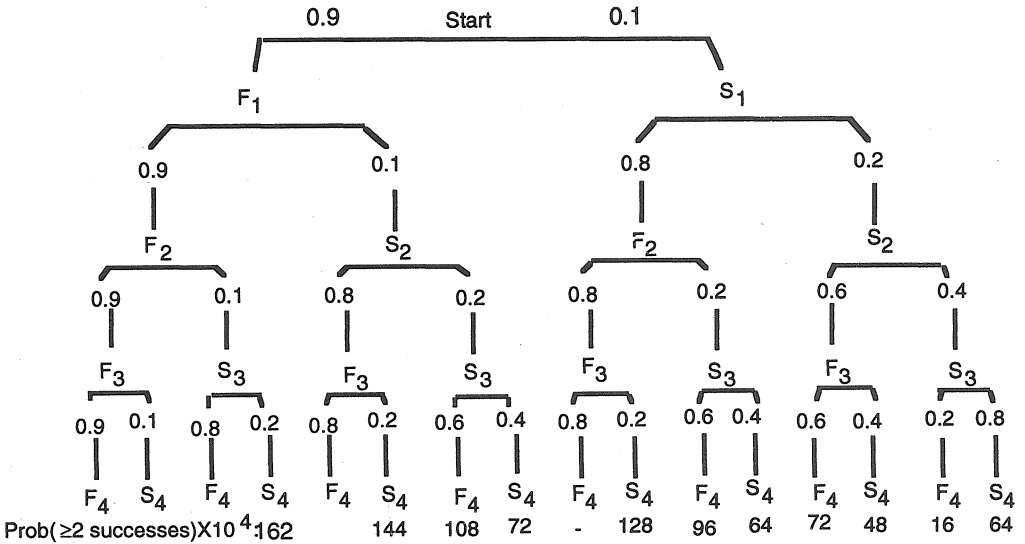 0.9 Start 0.1
F1 S1
0.9 0.1 0.8 0.2
F2 S2 F2 S2
0.9 0.1 0.8 0.2 0.8 0.2 0.6 0.4
F3 S3 F3 S3 F3 S3 F3 S3
0.9 0.1 0.8 0.2 0.8 0.2 0.6 0.4 0.8 0.2 0.6 0.4 0.6 0.4 0.2 0.8
F4 S4 F4 S4 F4 S4 F4 S4 F4 S4 F4 S4 F4 S4 F4 S4
Prob(≥2 successes)X10 4: 162 144 108 72 - 128 96 64 72 48 16 64